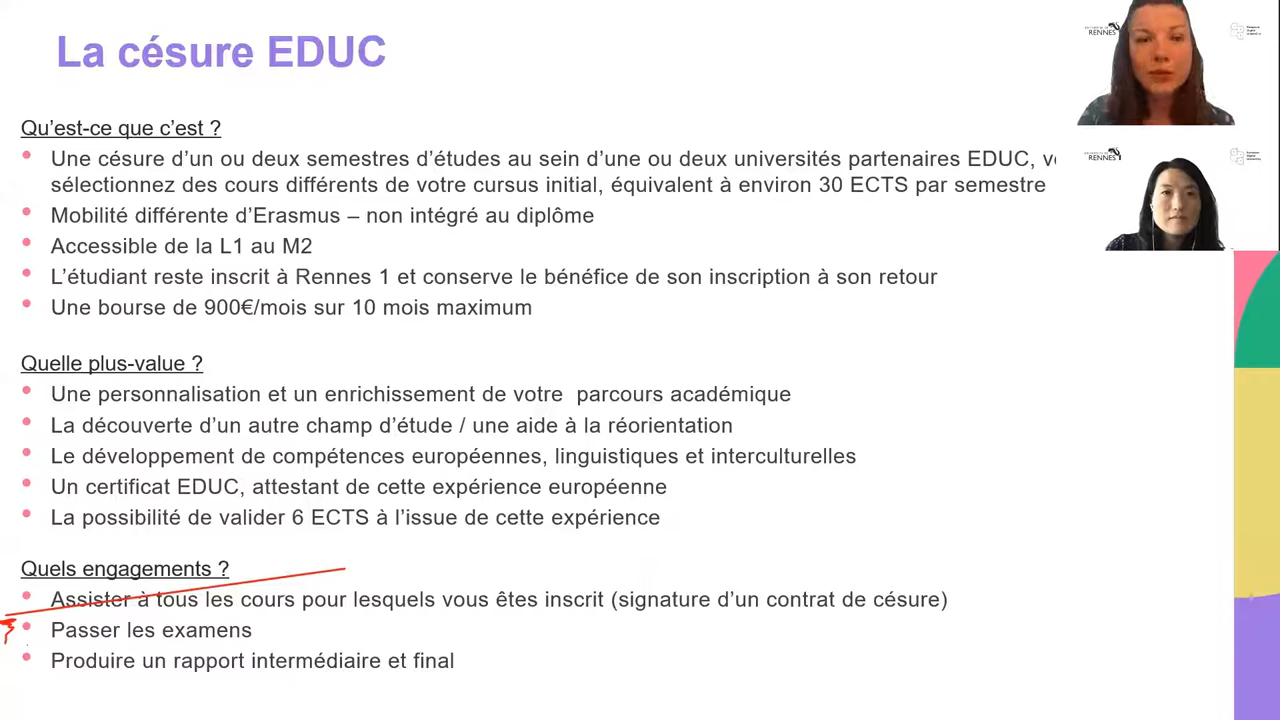 La césure EDUC
Qu'est-ce que c'est ?
• Une césure d'un ou deux semestres d'études au sein d'une ou deux universités partenaires EDUC,
sélectionnez des cours différents de votre cursus initial, équivalent à environ 30 ECTS par semestre
• Mobilité différente d'Erasmus – non intégré au diplôme
• Accessible de la L1 au M2
• L'étudiant reste inscrit à Rennes 1 et conserve le bénéfice de son inscription à son retour
• Une bourse de 900€/mois sur 10 mois maximum
Quelle plus-value ?
• Une personnalisation et un enrichissement de votre  parcours académique
• La découverte d'un autre champ d'étude / une aide à la réorientation
• Le développement de compétences européennes, linguistiques et interculturelles
• Un certificat EDUC, attestant de cette expérience européenne
• La possibilité de valider 6 ECTS à l'issue de cette expérience
Quels engagements ?
• Assister à tous les cours pour lesquels vous êtes inscrit (signature d'un contrat de césure)
• Passer les examens
• Produire un rapport intermédiaire et final
RENNES
RENNES